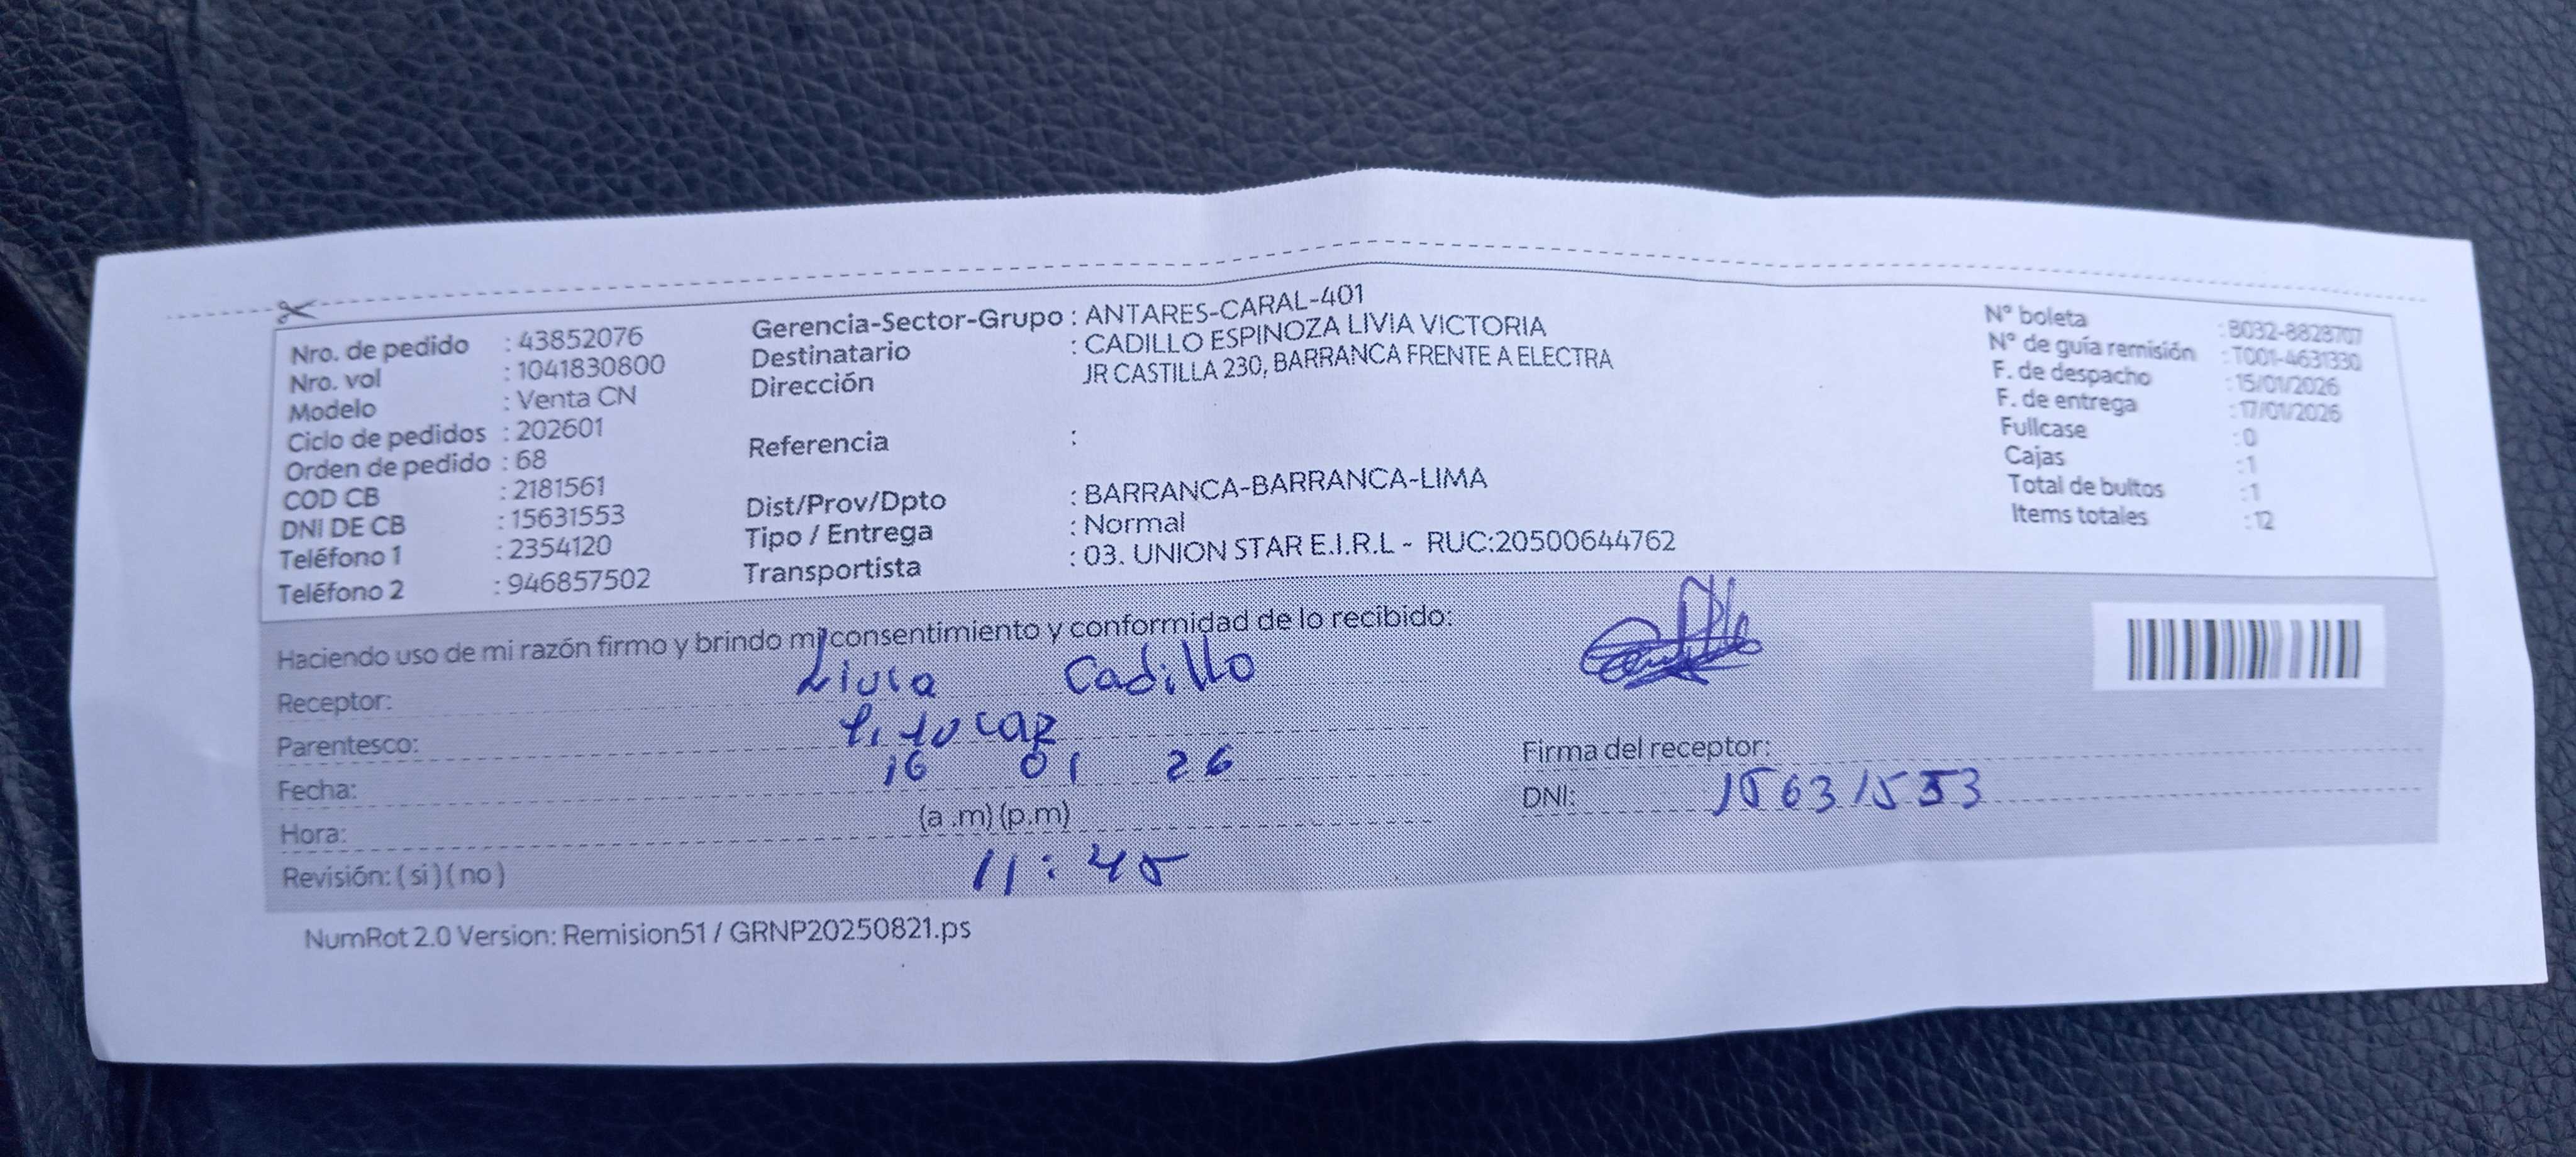 Nro. de pedido : 43852076
Nro. vol : 1041830800
Modelo : Venta CN
Ciclo de pedidos : 202601
Orden de pedido : 68
COD CB : 2181561
DNI DE CB : 15631553
Teléfono 1 : 2354120
Teléfono 2 : 946857502
Gerencia-Sector-Grupo : ANTARES-CARAL-401
Destinatario : CADILLO ESPINOZA LIVIA VICTORIA
Dirección JR CASTILLA 230, BARRANCA FRENTE A ELECTRA
Referencia :
Dist/Prov/Dpto : BARRANCA-BARRANCA-LIMA
Tipo / Entrega : Normal
Transportista : 03. UNION STAR E.I.R.L - RUC:20500644762
N° boleta : B032-8828707
N° de guía remisión : T001-4631330
F. de despacho : 15/01/2026
F. de entrega : 17/01/2026
Fullcase : 0
Cajas : 1
Total de bultos : 1
Items totales : 12
Haciendo uso de mi razón firmo y brindo mi consentimiento y conformidad de lo recibido:
Receptor: Livia Cadillo
Parentesco:
Fecha: 16 01 26
Hora: (a .m) (p.m)
11:45
Revisión: ( si ) ( no )
Firma del receptor:
DNI: 15631553
NumRot 2.0 Version: Remision51 / GRNP20250821.ps